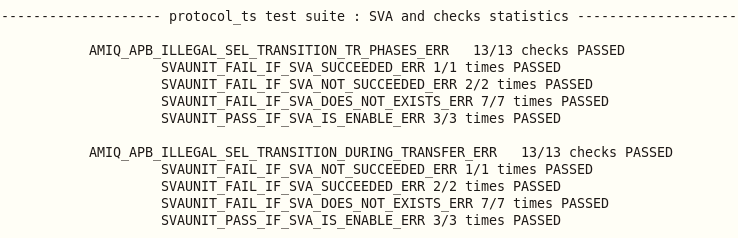 -------------------- protocol_ts test suite : SVA and checks statistics --------------------
AMIQ_APB_ILLEGAL_SEL_TRANSITION_TR_PHASES_ERR 13/13 checks PASSED
SVAUNIT_FAIL_IF_SVA_SUCCEEDED_ERR 1/1 times PASSED
SVAUNIT_FAIL_IF_SVA_NOT_SUCCEEDED_ERR 2/2 times PASSED
SVAUNIT_FAIL_IF_SVA_DOES_NOT_EXISTS_ERR 7/7 times PASSED
SVAUNIT_PASS_IF_SVA_IS_ENABLE_ERR 3/3 times PASSED
AMIQ_APB_ILLEGAL_SEL_TRANSITION_DURING_TRANSFER_ERR 13/13 checks PASSED
SVAUNIT_FAIL_IF_SVA_NOT_SUCCEEDED_ERR 1/1 times PASSED
SVAUNIT_FAIL_IF_SVA_SUCCEEDED_ERR 2/2 times PASSED
SVAUNIT_FAIL_IF_SVA_DOES_NOT_EXISTS_ERR 7/7 times PASSED
SVAUNIT_PASS_IF_SVA_IS_ENABLE_ERR 3/3 times PASSED